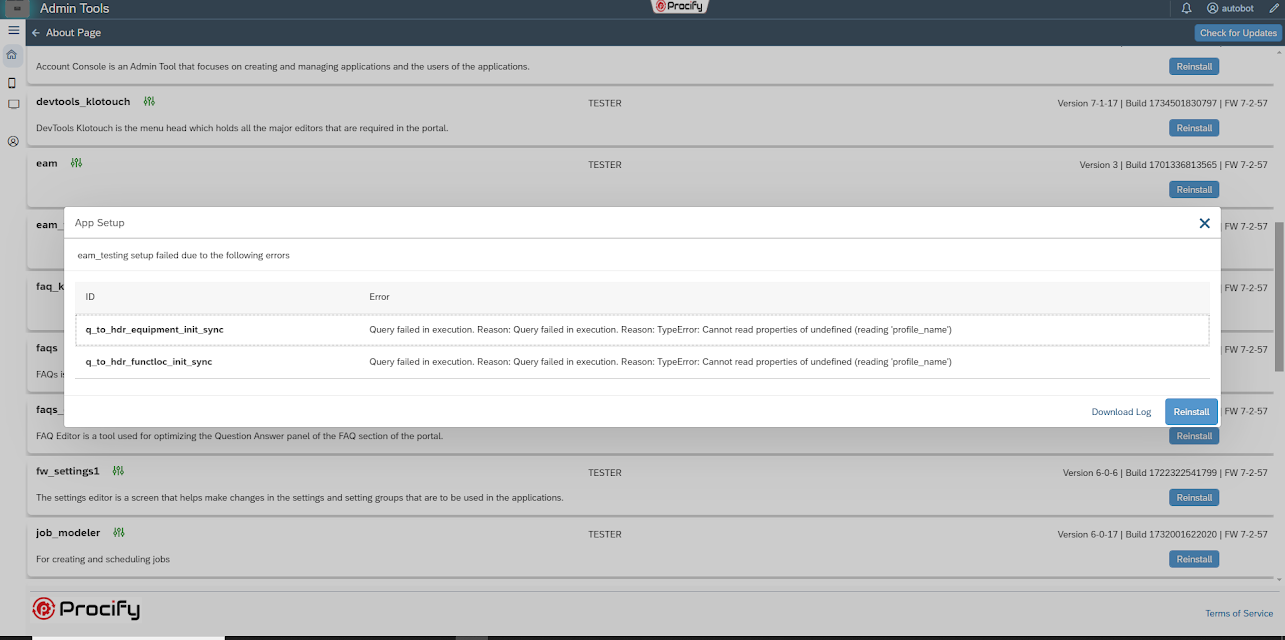 Admin Tools
Procify
autobot
About Page
Check for Updates
Account Console is an Admin Tool that focuses on creating and managing applications and the users of the applications.
Reinstall
devtools_klotouch TESTER Version 7-1-17 | Build 1734501830797 | FW 7-2-57
DevTools Klotouch is the menu head which holds all the major editors that are required in the portal.
Reinstall
eam TESTER Version 3 | Build 1701336813565 | FW 7-2-57
Reinstall
eam_ | FW 7-2-57
App Setup
eam_testing setup failed due to the following errors
ID Error
q_to_hdr_equipment_init_sync Query failed in execution. Reason: Query failed in execution. Reason: TypeError: Cannot read properties of undefined (reading 'profile_name')
q_to_hdr_functloc_init_sync Query failed in execution. Reason: Query failed in execution. Reason: TypeError: Cannot read properties of undefined (reading 'profile_name')
Download Log Reinstall
faq_k | FW 7-2-57
faqs | FW 7-2-57
FAQs is
faqs_ | FW 7-2-57
FAQ Editor is a tool used for optimizing the Question Answer panel of the FAQ section of the portal.
Reinstall
fw_settings1 TESTER Version 6-0-6 | Build 1722322541799 | FW 7-2-57
The settings editor is a screen that helps make changes in the settings and setting groups that are to be used in the applications.
Reinstall
job_modeler TESTER Version 6-0-17 | Build 1732001622020 | FW 7-2-57
For creating and scheduling jobs
Reinstall
Procify
Terms of Service